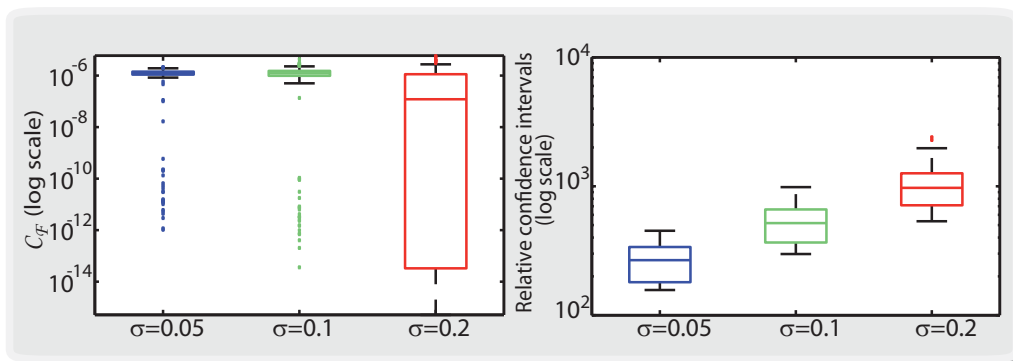 C_F (log scale)
10^-6
10^-8
10^-10
10^-12
10^-14
σ=0.05
σ=0.1
σ=0.2
Relative confidence intervals
(log scale)
10^4
10^3
10^2
σ=0.05
σ=0.1
σ=0.2